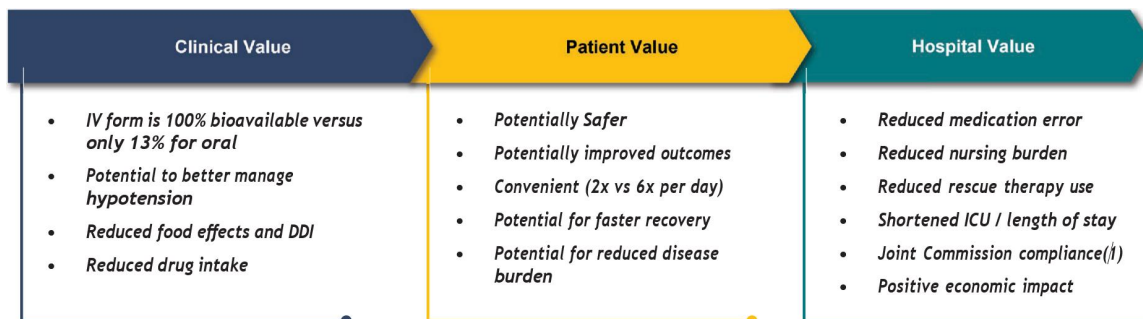 Clinical Value
Patient Value
Hospital Value
• IV form is 100% bioavailable versus
only 13% for oral
• Potential to better manage
hypotension
• Reduced food effects and DDI
• Reduced drug intake
• Potentially Safer
• Potentially improved outcomes
• Convenient (2x vs 6x per day)
• Potential for faster recovery
• Potential for reduced disease
burden
• Reduced medication error
• Reduced nursing burden
• Reduced rescue therapy use
• Shortened ICU / length of stay
• Joint Commission compliance(1)
• Positive economic impact